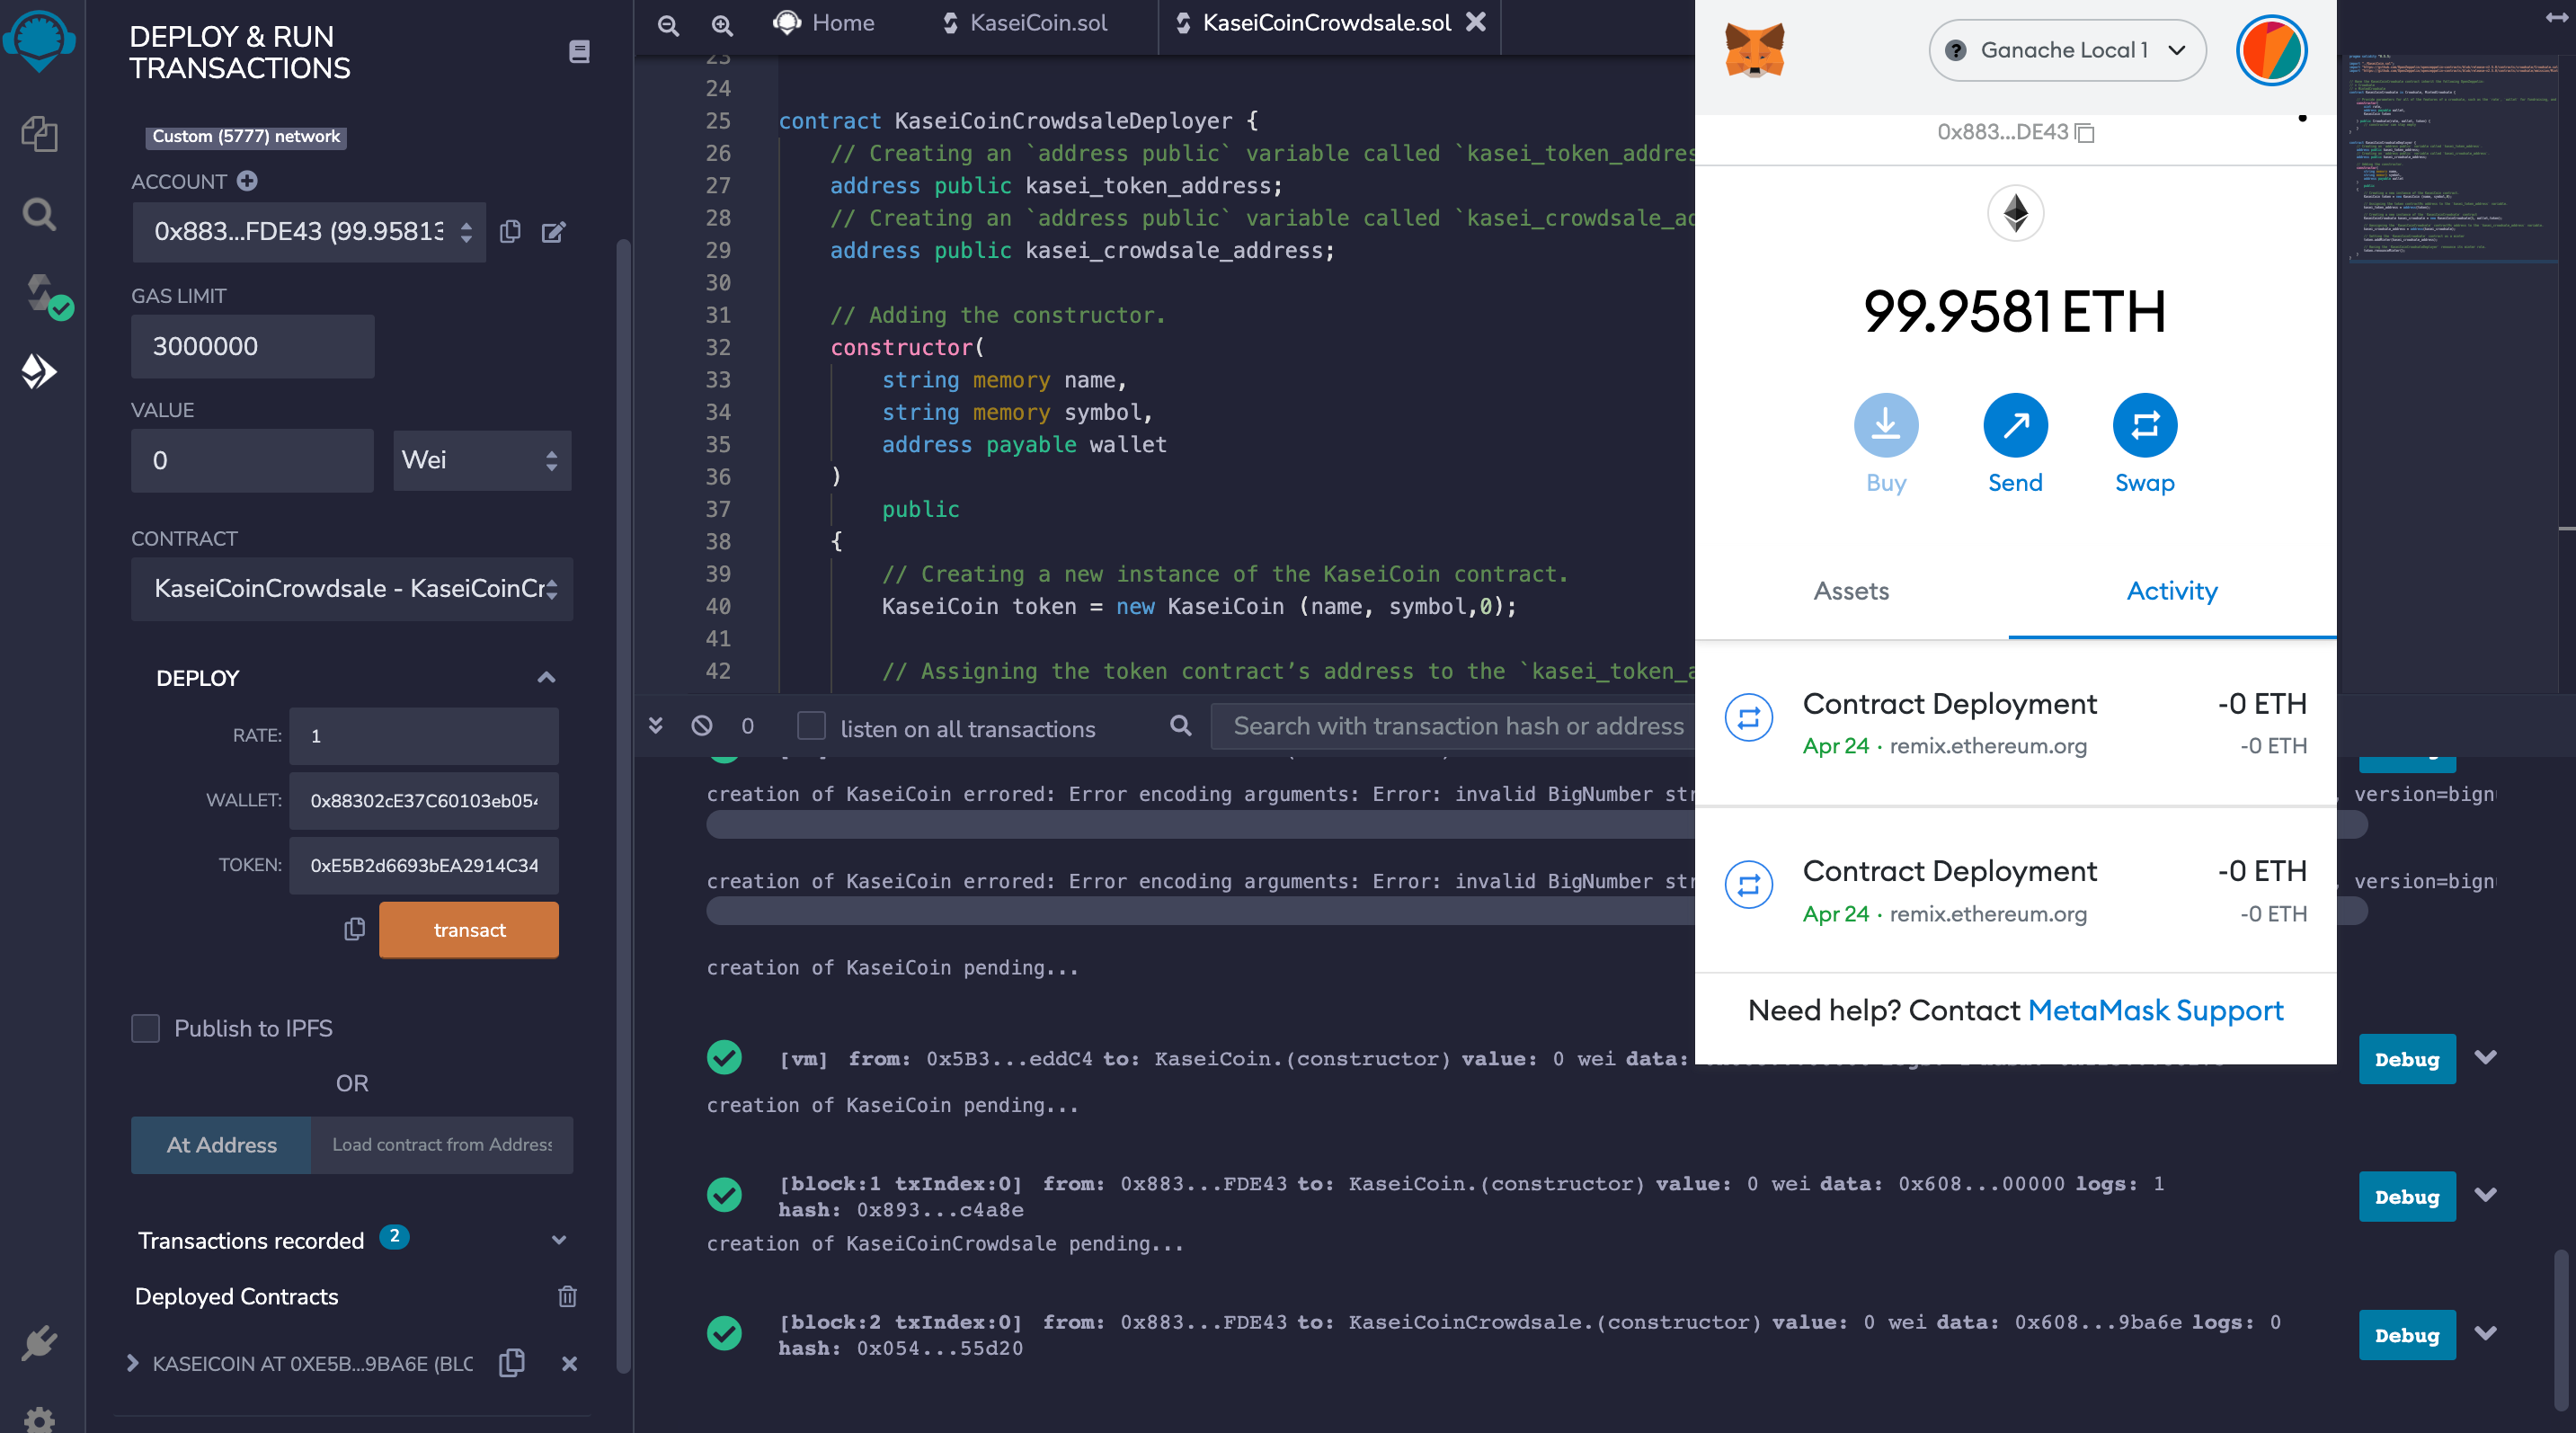 DEPLOY & RUN
TRANSACTIONS
Custom (5777) network
ACCOUNT
0x883...FDE43 (99.95813
GAS LIMIT
3000000
VALUE
0
Wei
CONTRACT
KaseiCoinCrowdsale - KaseiCoinCr
DEPLOY
RATE: 1
WALLET: 0x88302cE37C60103eb054
TOKEN: 0xE5B2d6693bEA2914C34
transact
Publish to IPFS
OR
At Address
Load contract from Address
Transactions recorded 2
Deployed Contracts
KASEICOIN AT 0XE5B...9BA6E (BLC
Home
KaseiCoin.sol
KaseiCoinCrowdsale.sol
23
24
25 contract KaseiCoinCrowdsaleDeployer {
26 // Creating an `address public` variable called `kasei_token_addres
27 address public kasei_token_address;
28 // Creating an `address public` variable called `kasei_crowdsale_ad
29 address public kasei_crowdsale_address;
30
31 // Adding the constructor.
32 constructor(
33 string memory name,
34 string memory symbol,
35 address payable wallet
36 )
37 public
38 {
39 // Creating a new instance of the KaseiCoin contract.
40 KaseiCoin token = new KaseiCoin (name, symbol,0);
41
42 // Assigning the token contract’s address to the `kasei_token_a
0
listen on all transactions
Search with transaction hash or address
creation of KaseiCoin errored: Error encoding arguments: Error: invalid BigNumber str
version=bign
creation of KaseiCoin errored: Error encoding arguments: Error: invalid BigNumber str
version=bign
creation of KaseiCoin pending...
[vm] from: 0x5B3...eddC4 to: KaseiCoin.(constructor) value: 0 wei data:
Debug
creation of KaseiCoin pending...
[block:1 txIndex:0] from: 0x883...FDE43 to: KaseiCoin.(constructor) value: 0 wei data: 0x608...00000 logs: 1
hash: 0x893...c4a8e
Debug
creation of KaseiCoinCrowdsale pending...
[block:2 txIndex:0] from: 0x883...FDE43 to: KaseiCoinCrowdsale.(constructor) value: 0 wei data: 0x608...9ba6e logs: 0
hash: 0x054...55d20
Debug
Ganache Local 1
0x883...DE43
99.9581 ETH
Buy
Send
Swap
Assets
Activity
Contract Deployment
-0 ETH
Apr 24 · remix.ethereum.org
-0 ETH
Contract Deployment
-0 ETH
Apr 24 · remix.ethereum.org
-0 ETH
Need help? Contact MetaMask Support